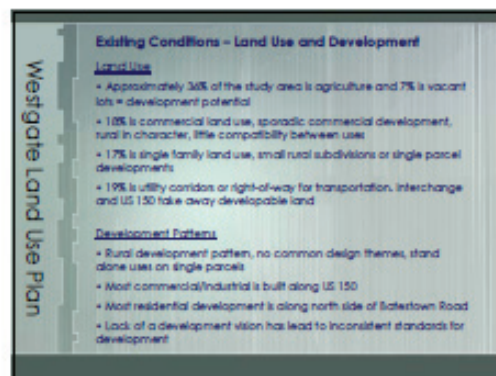 Westgate Land Use Plan
Existing Conditions – Land Use and Development
Land Use
• Approximately 36% of the study area is agriculture and 7% is vacant
lots = development potential
• 18% is commercial land use, sporadic commercial development,
rural in character, little compatibility between uses
• 17% is single family land use, small rural subdivisions or single parcel
developments
• 19% is utility corridors or right-of-way for transportation. Interchange
and US 150 take away developable land
Development Patterns
• Rural development pattern, no common design themes, stand
alone uses on single parcels
• Most commercial/industrial is built along US 150
• Most residential development is along north side of Batestown Road
• Lack of a development vision has lead to inconsistent standards for
development